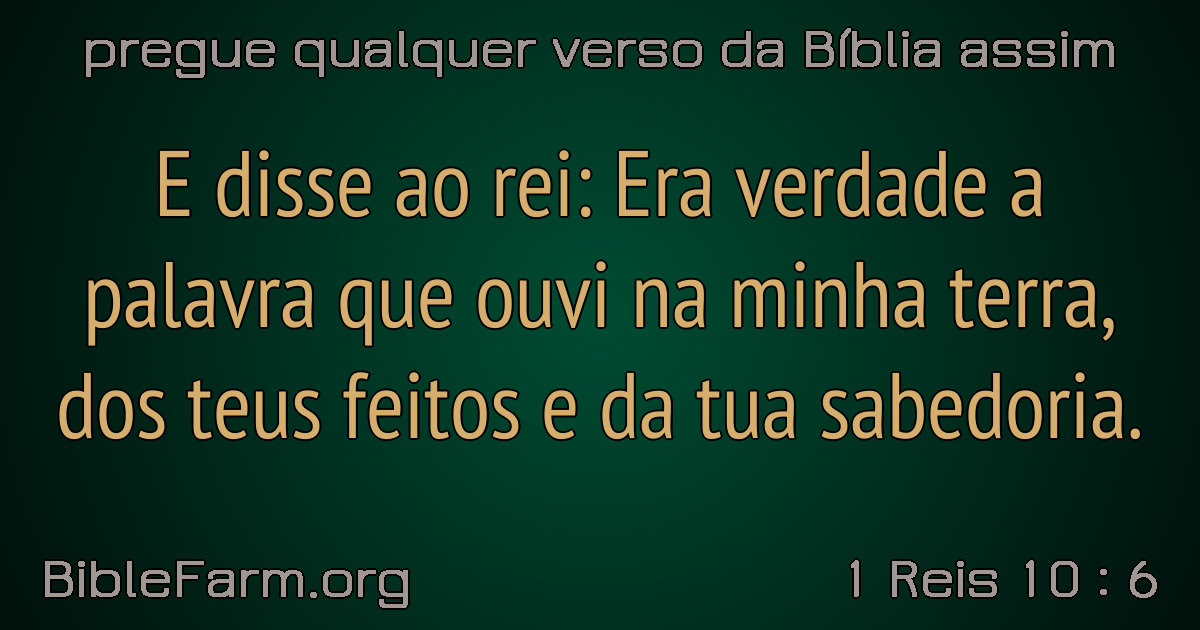 pregue qualquer verso da Bíblia assim
E disse ao rei: Era verdade a
palavra que ouvi na minha terra,
dos teus feitos e da tua sabedoria.
BibleFarm.org
1 Reis 10 : 6